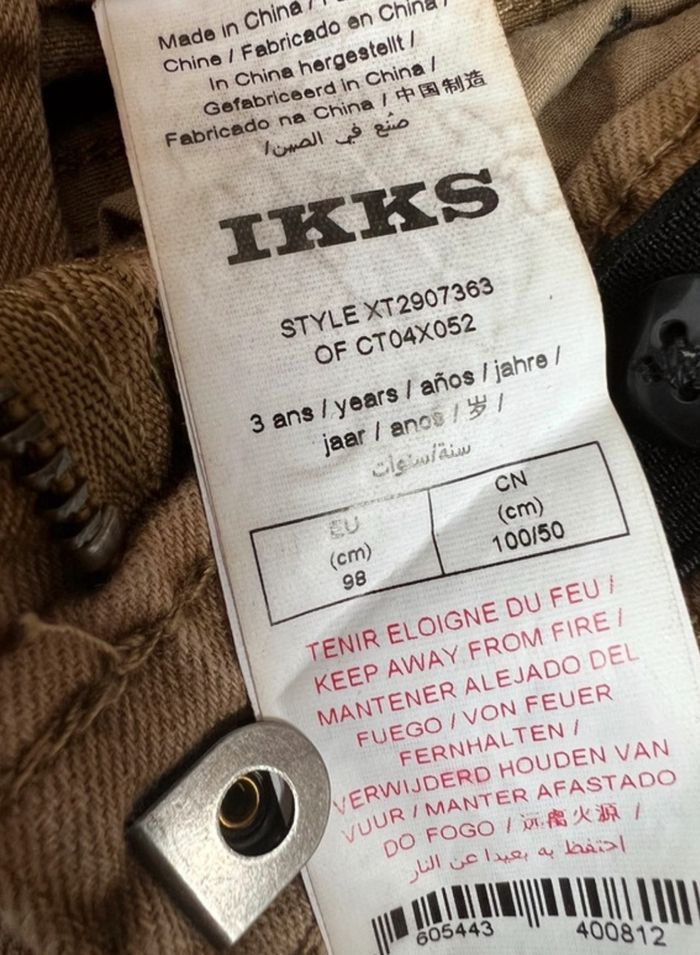 Made in China /
Chine / Fabricado en China /
In China hergestellt /
Gefabriceerd in China /
Fabricado na China / 中国制造
صنع في الصين /
IKKS
STYLE XT2907363
OF CT04X052
3 ans / years / años / jahre /
jaar / anos / 岁 /
سنة/سنوات
EU
(cm)
98
CN
(cm)
100/50
TENIR ELOIGNE DU FEU /
KEEP AWAY FROM FIRE /
MANTENER ALEJADO DEL
FUEGO / VON FEUER
FERNHALTEN /
VERWIJDERD HOUDEN VAN
VUUR / MANTER AFASTADO
DO FOGO / 远离火源 /
احتفظ به بعيدا عن النار
605443 400812